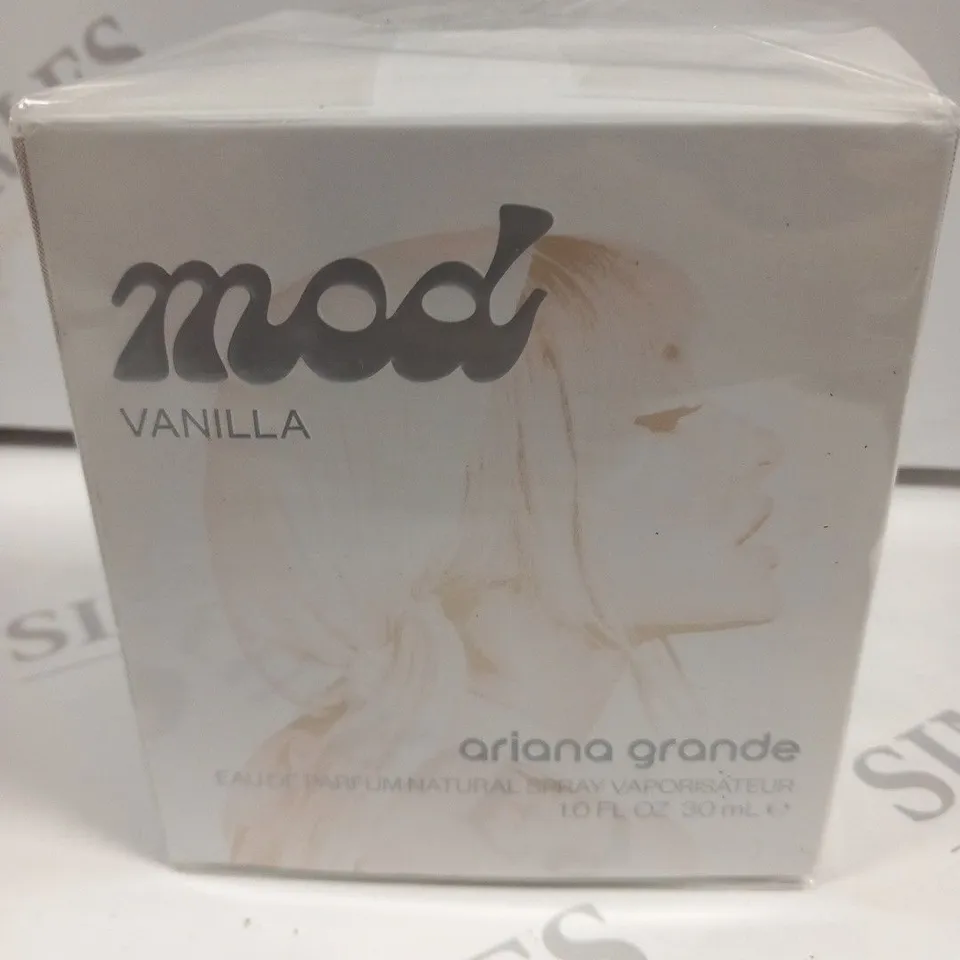 mod
VANILLA
ariana grande
EAU DE PARFUM NATURAL SPRAY VAPORISATEUR
1.0 FL OZ 30 mL ℮